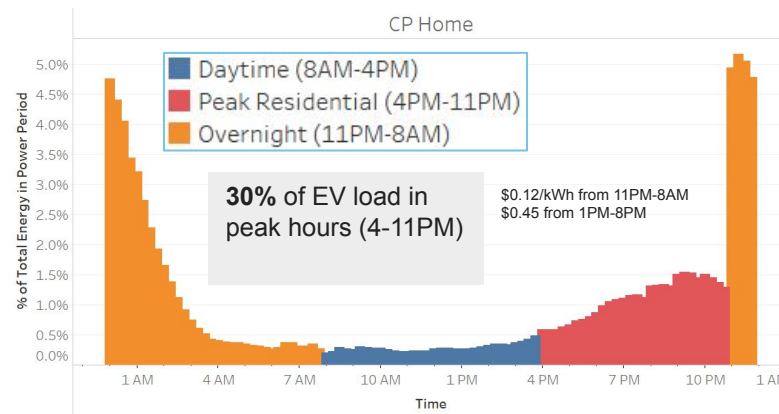 CP Home
Daytime (8AM-4PM)
Peak Residential (4PM-11PM)
Overnight (11PM-8AM)
30% of EV load in
peak hours (4-11PM)
$0.12/kWh from 11PM-8AM
$0.45 from 1PM-8PM
% of Total Energy in Power Period
5.0%
4.5%
4.0%
3.5%
3.0%
2.5%
2.0%
1.5%
1.0%
0.5%
0.0%
1 AM 4 AM 7 AM 10 AM 1 PM 4 PM 7 PM 10 PM 1 AM
Time